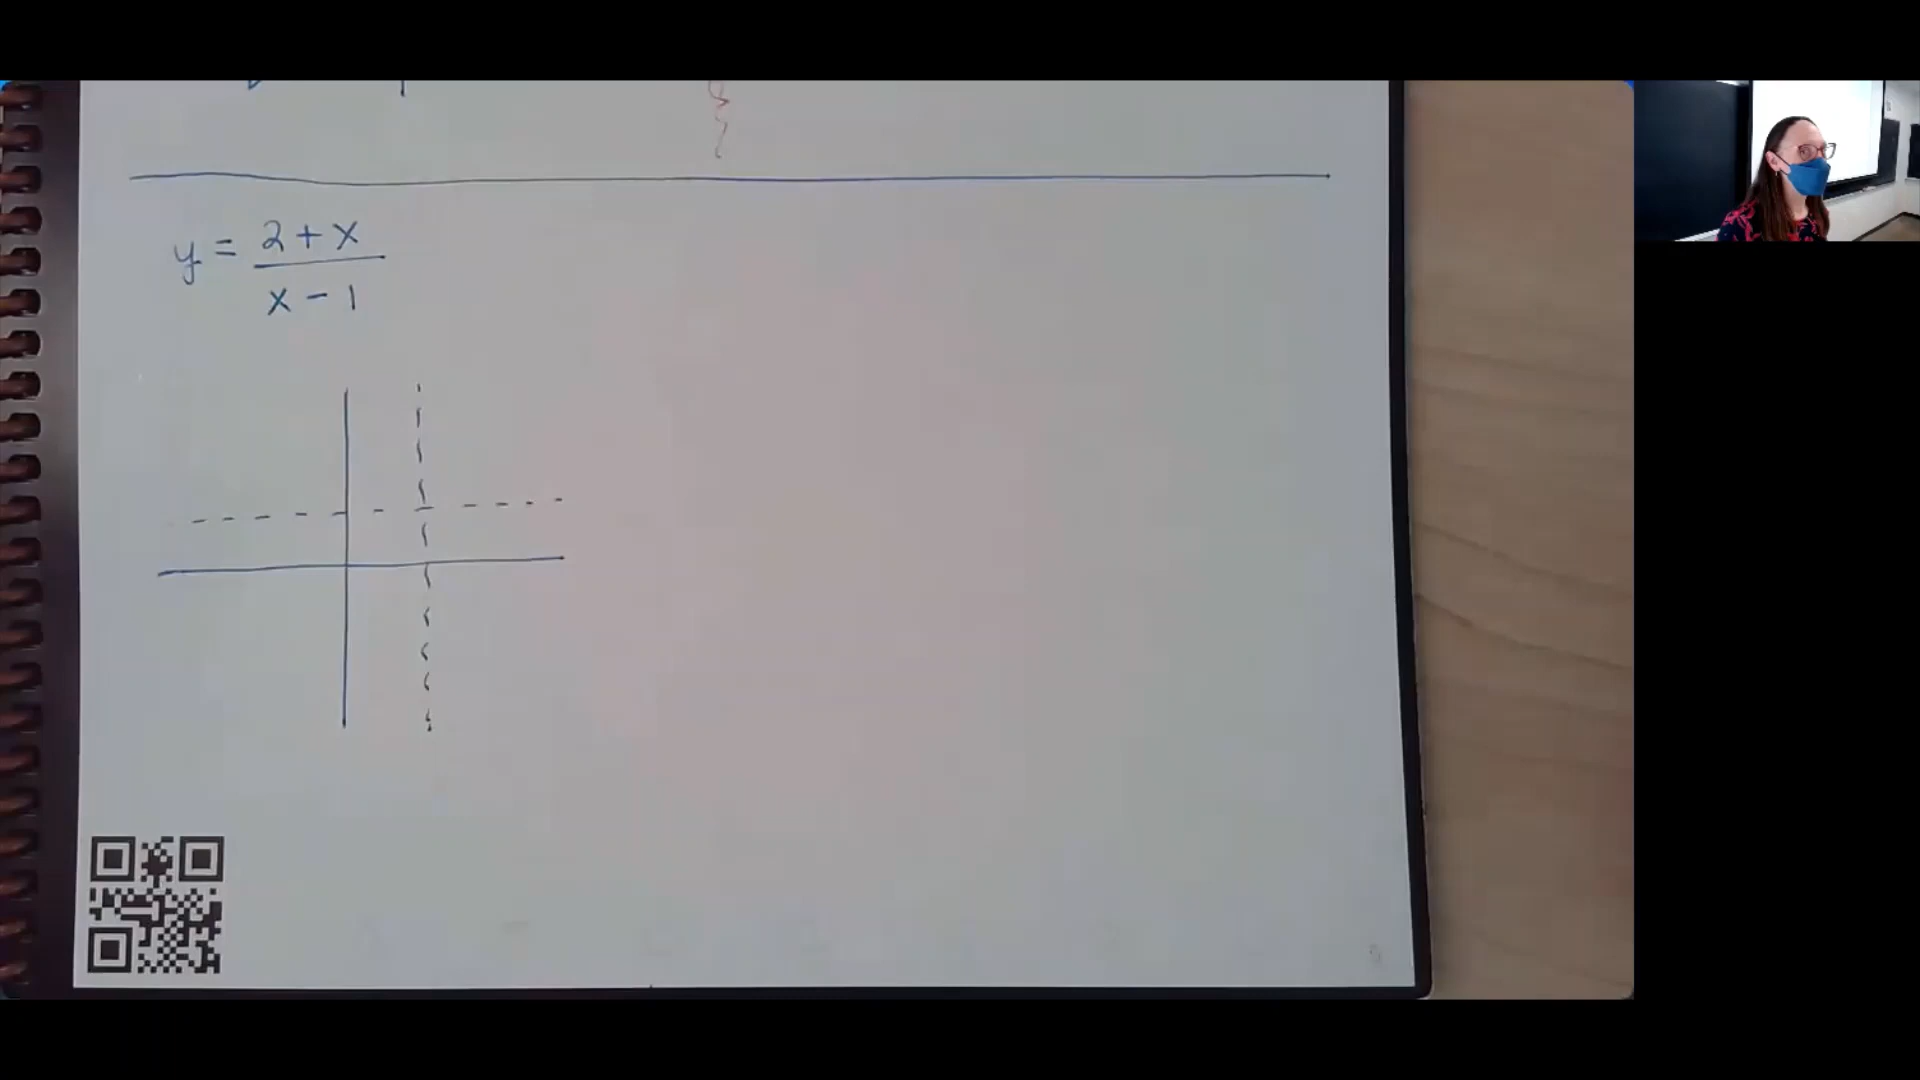 y = 2 + x
x - 1